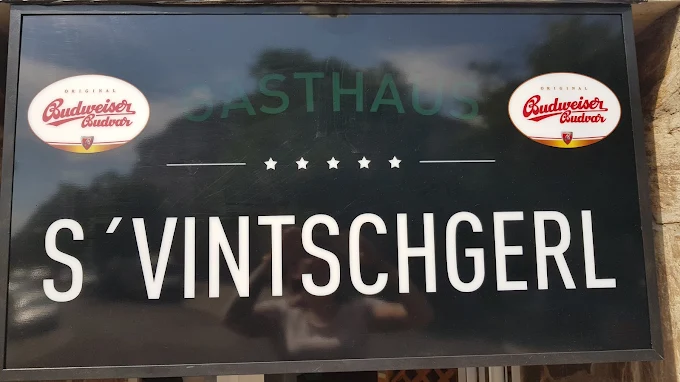 GASTHAUS
ORIGINAL
Budweiser
Budvar
ORIGINAL
Budweiser
Budvar
S´VINTSCHGERL